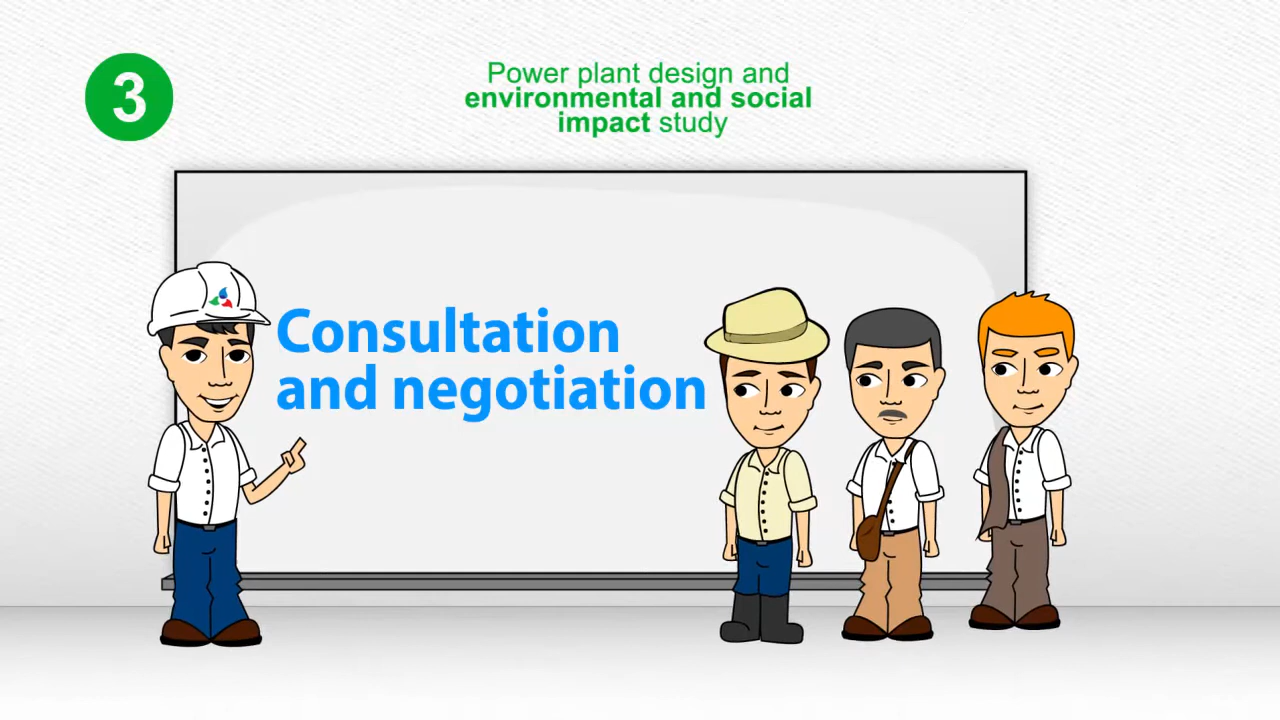 3
Power plant design and
environmental and social
impact study
Consultation
and negotiation